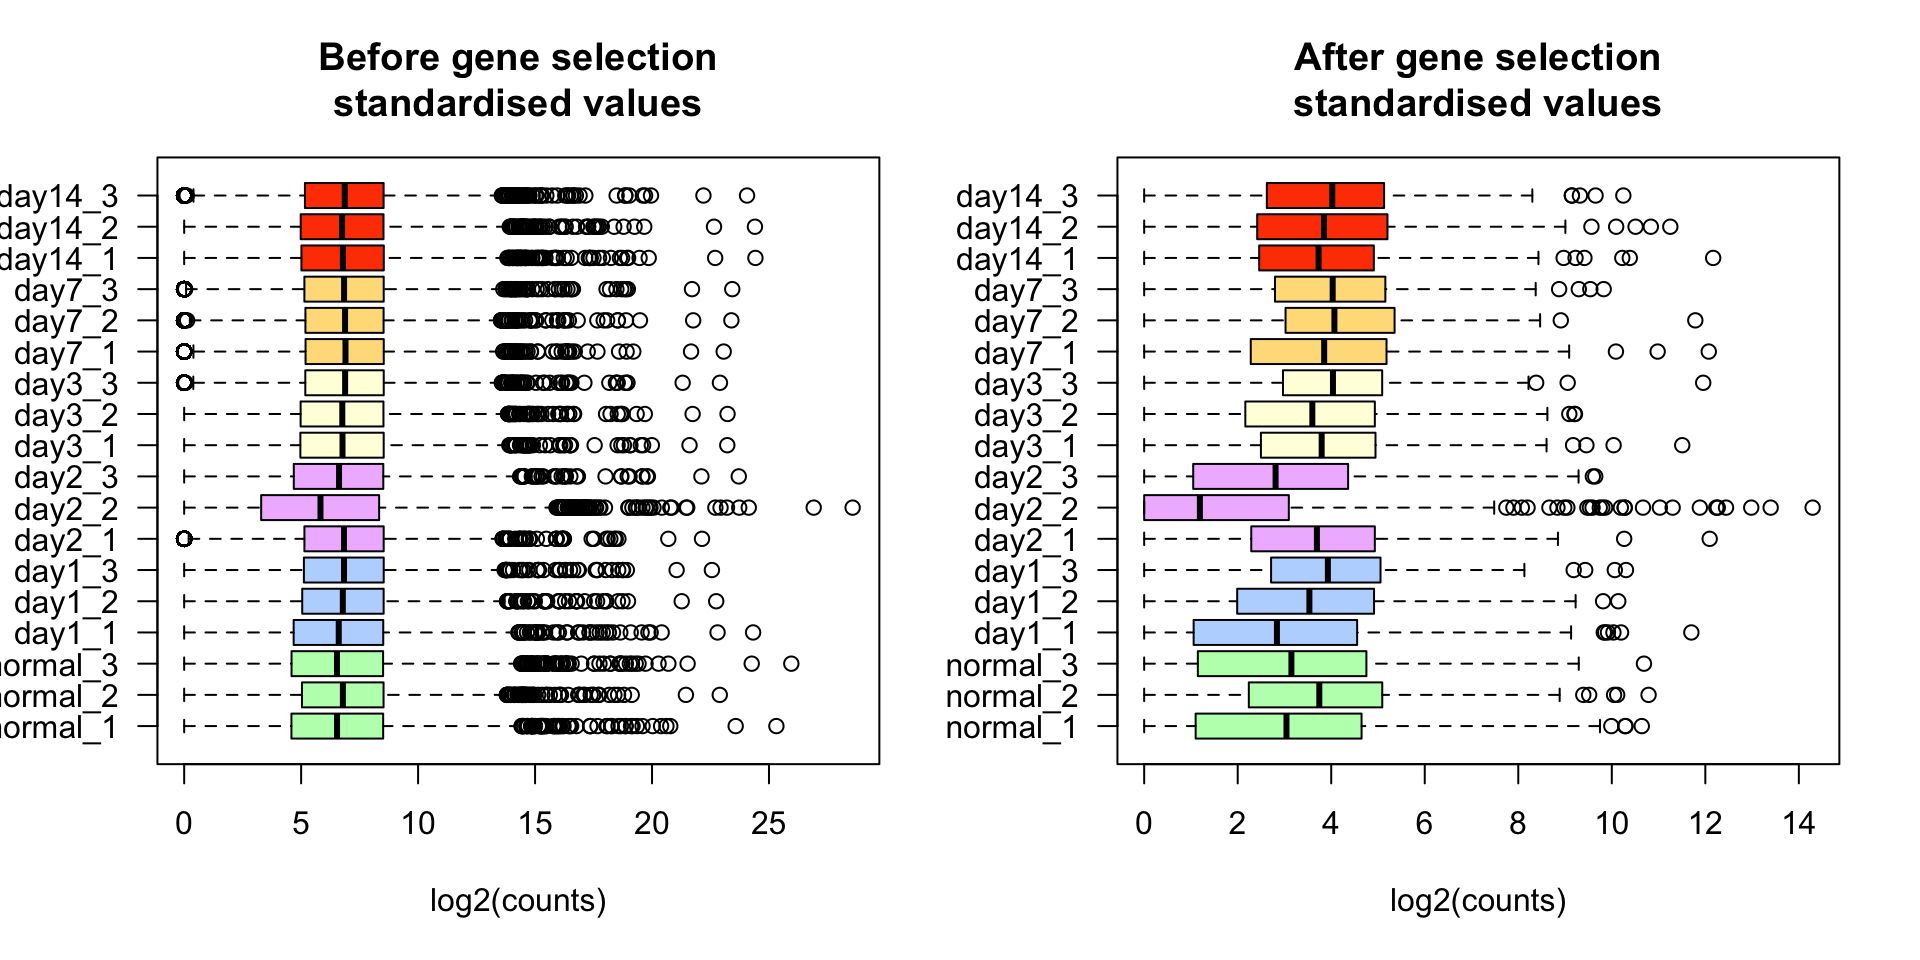 Before gene selection
standardised values
day14_3
day14_2
day14_1
day7_3
day7_2
day7_1
day3_3
day3_2
day3_1
day2_3
day2_2
day2_1
day1_3
day1_2
day1_1
normal_3
normal_2
normal_1
0 5 10 15 20 25
log2(counts)
After gene selection
standardised values
day14_3
day14_2
day14_1
day7_3
day7_2
day7_1
day3_3
day3_2
day3_1
day2_3
day2_2
day2_1
day1_3
day1_2
day1_1
normal_3
normal_2
normal_1
0 2 4 6 8 10 12 14
log2(counts)